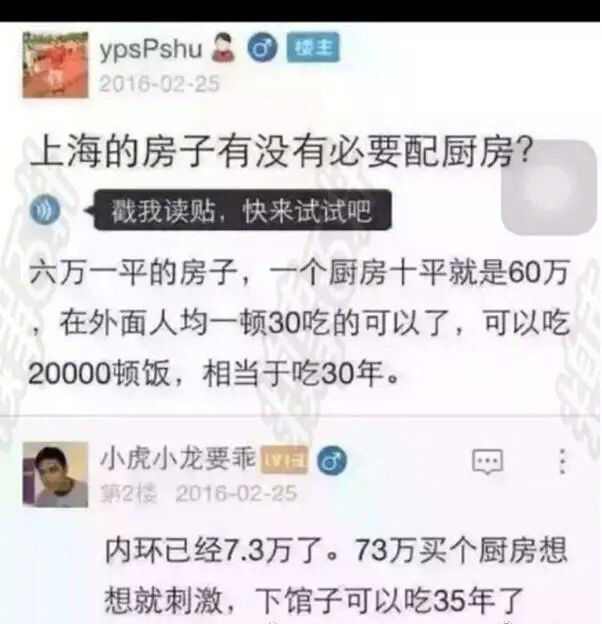 ypsPshu 楼主
2016-02-25
上海的房子有没有必要配厨房?
戳我读贴，快来试试吧
六万一平的房子，一个厨房十平就是60万
，在外面人均一顿30吃的可以了，可以吃
20000顿饭，相当于吃30年。
小虎小龙要乖
第2楼 2016-02-25
内环已经7.3万了。73万买个厨房想
想就刺激，下馆子可以吃35年了